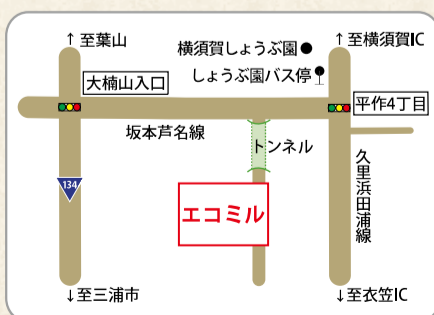 ↑至葉山
横須賀しょうぶ園
↑至横須賀IC
しょうぶ園バス停
大楠山入口
平作4丁目
坂本芦名線
トンネル
久里浜田浦線
134
エコミル
↓至三浦市
↓至衣笠IC